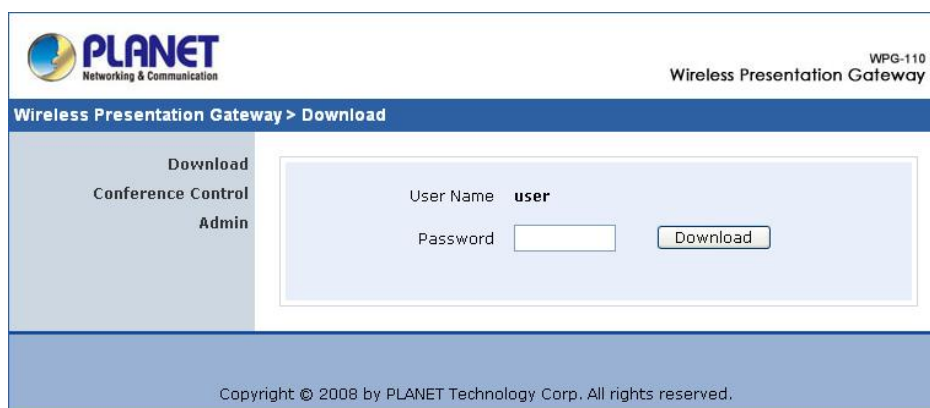 PLANET
Networking & Communication
WPG-110
Wireless Presentation Gateway
Wireless Presentation Gateway > Download
Download
Conference Control
Admin
User Name user
Password Download
Copyright © 2008 by PLANET Technology Corp. All rights reserved.